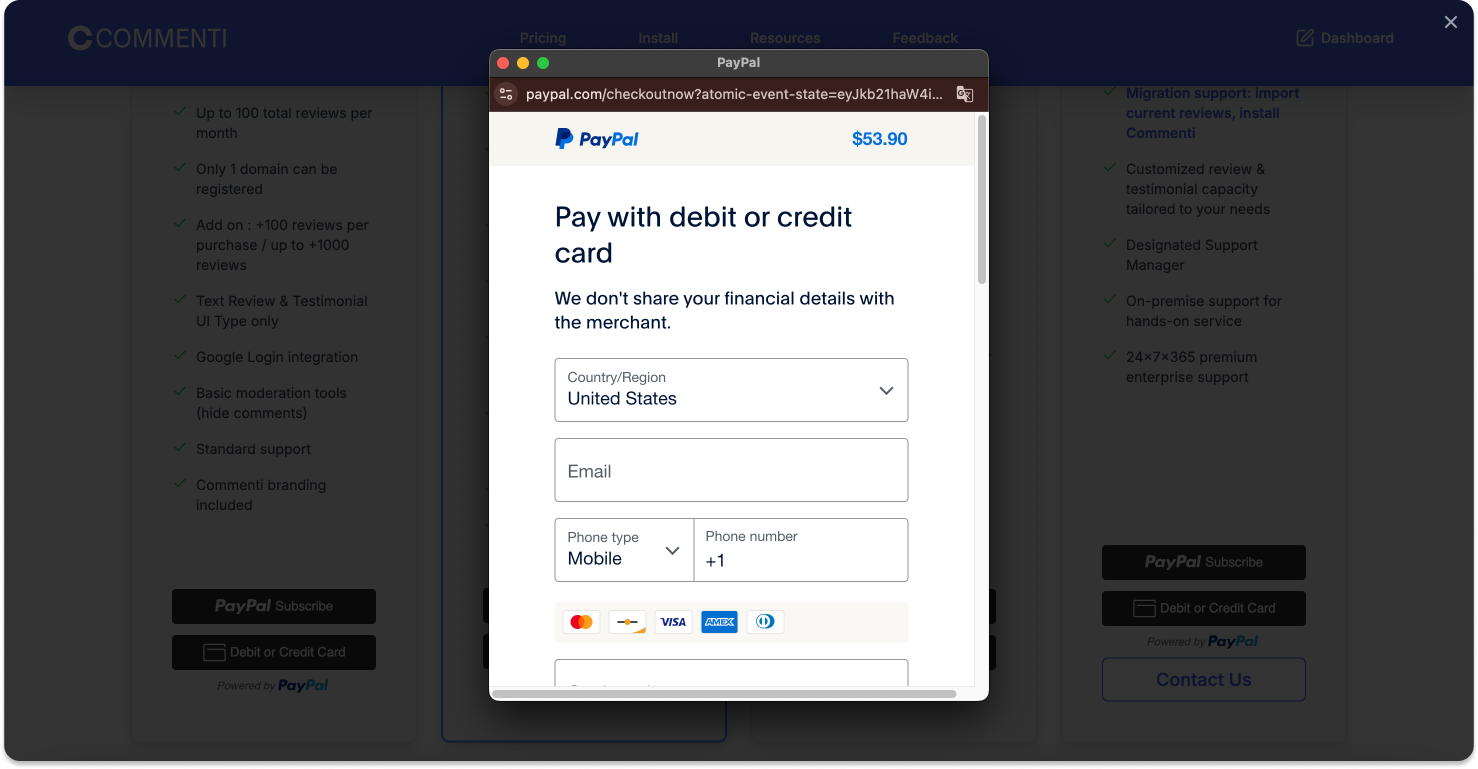 COMMENTI
Pricing
Install
Resources
Feedback
Dashboard
Up to 100 total reviews per
month
Only 1 domain can be
registered
Add on : +100 reviews per
purchase / up to +1000
reviews
Text Review & Testimonial
UI Type only
Google Login integration
Basic moderation tools
(hide comments)
Standard support
Commenti branding
included
PayPal Subscribe
Debit or Credit Card
Powered by PayPal
PayPal
paypal.com/checkoutnow?atomic-event-state=eyJkb21haW4i...
PayPal
$53.90
Pay with debit or credit
card
We don't share your financial details with
the merchant.
Country/Region
United States
Email
Phone type
Mobile
Phone number
+1
VISA
AMEX
Migration support: import
current reviews, install
Commenti
Customized review &
testimonial capacity
tailored to your needs
Designated Support
Manager
On-premise support for
hands-on service
24×7×365 premium
enterprise support
PayPal Subscribe
Debit or Credit Card
Powered by PayPal
Contact Us